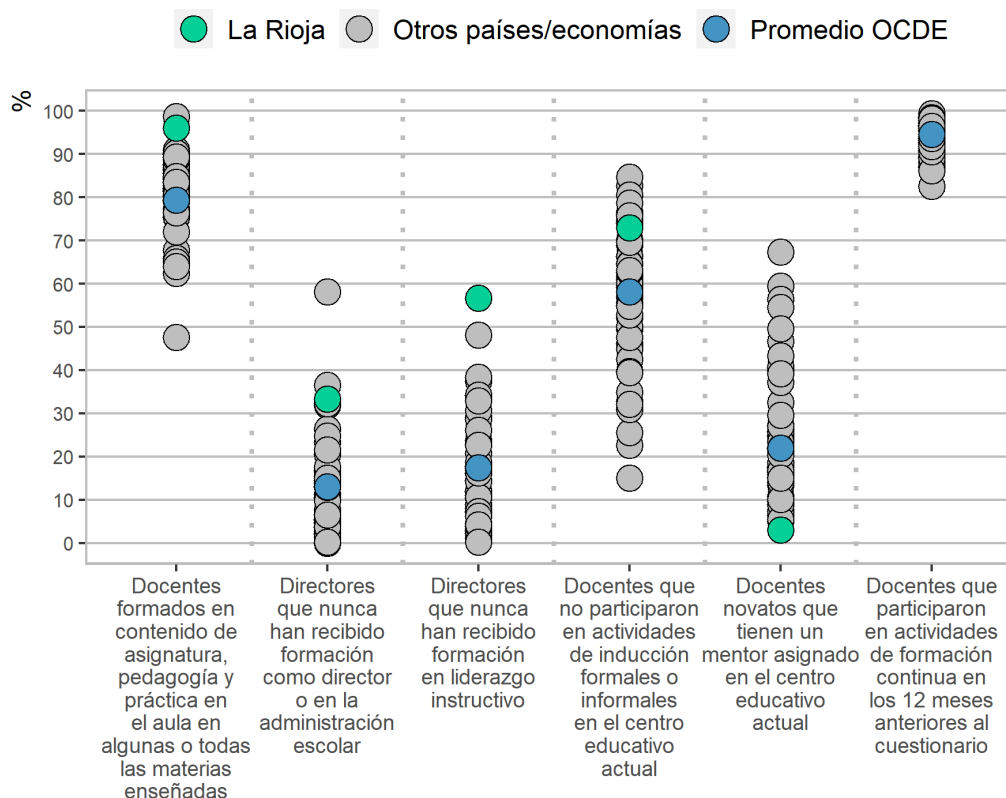 La Rioja Otros países/economías Promedio OCDE
%
100
90
80
70
60
50
40
30
20
10
0
Docentes
formados en
contenido de
asignatura,
pedagogía y
práctica en
el aula en
algunas o todas
las materias
enseñadas
Directores
que nunca
han recibido
formación
como director
o en la
administración
escolar
Directores
que nunca
han recibido
formación
en liderazgo
instructivo
Docentes que
no participaron
en actividades
de inducción
formales o
informales
en el centro
educativo
actual
Docentes
novatos que
tienen un
mentor asignado
en el centro
educativo
actual
Docentes que
participaron
en actividades
de formación
continua en
los 12 meses
anteriores al
cuestionario